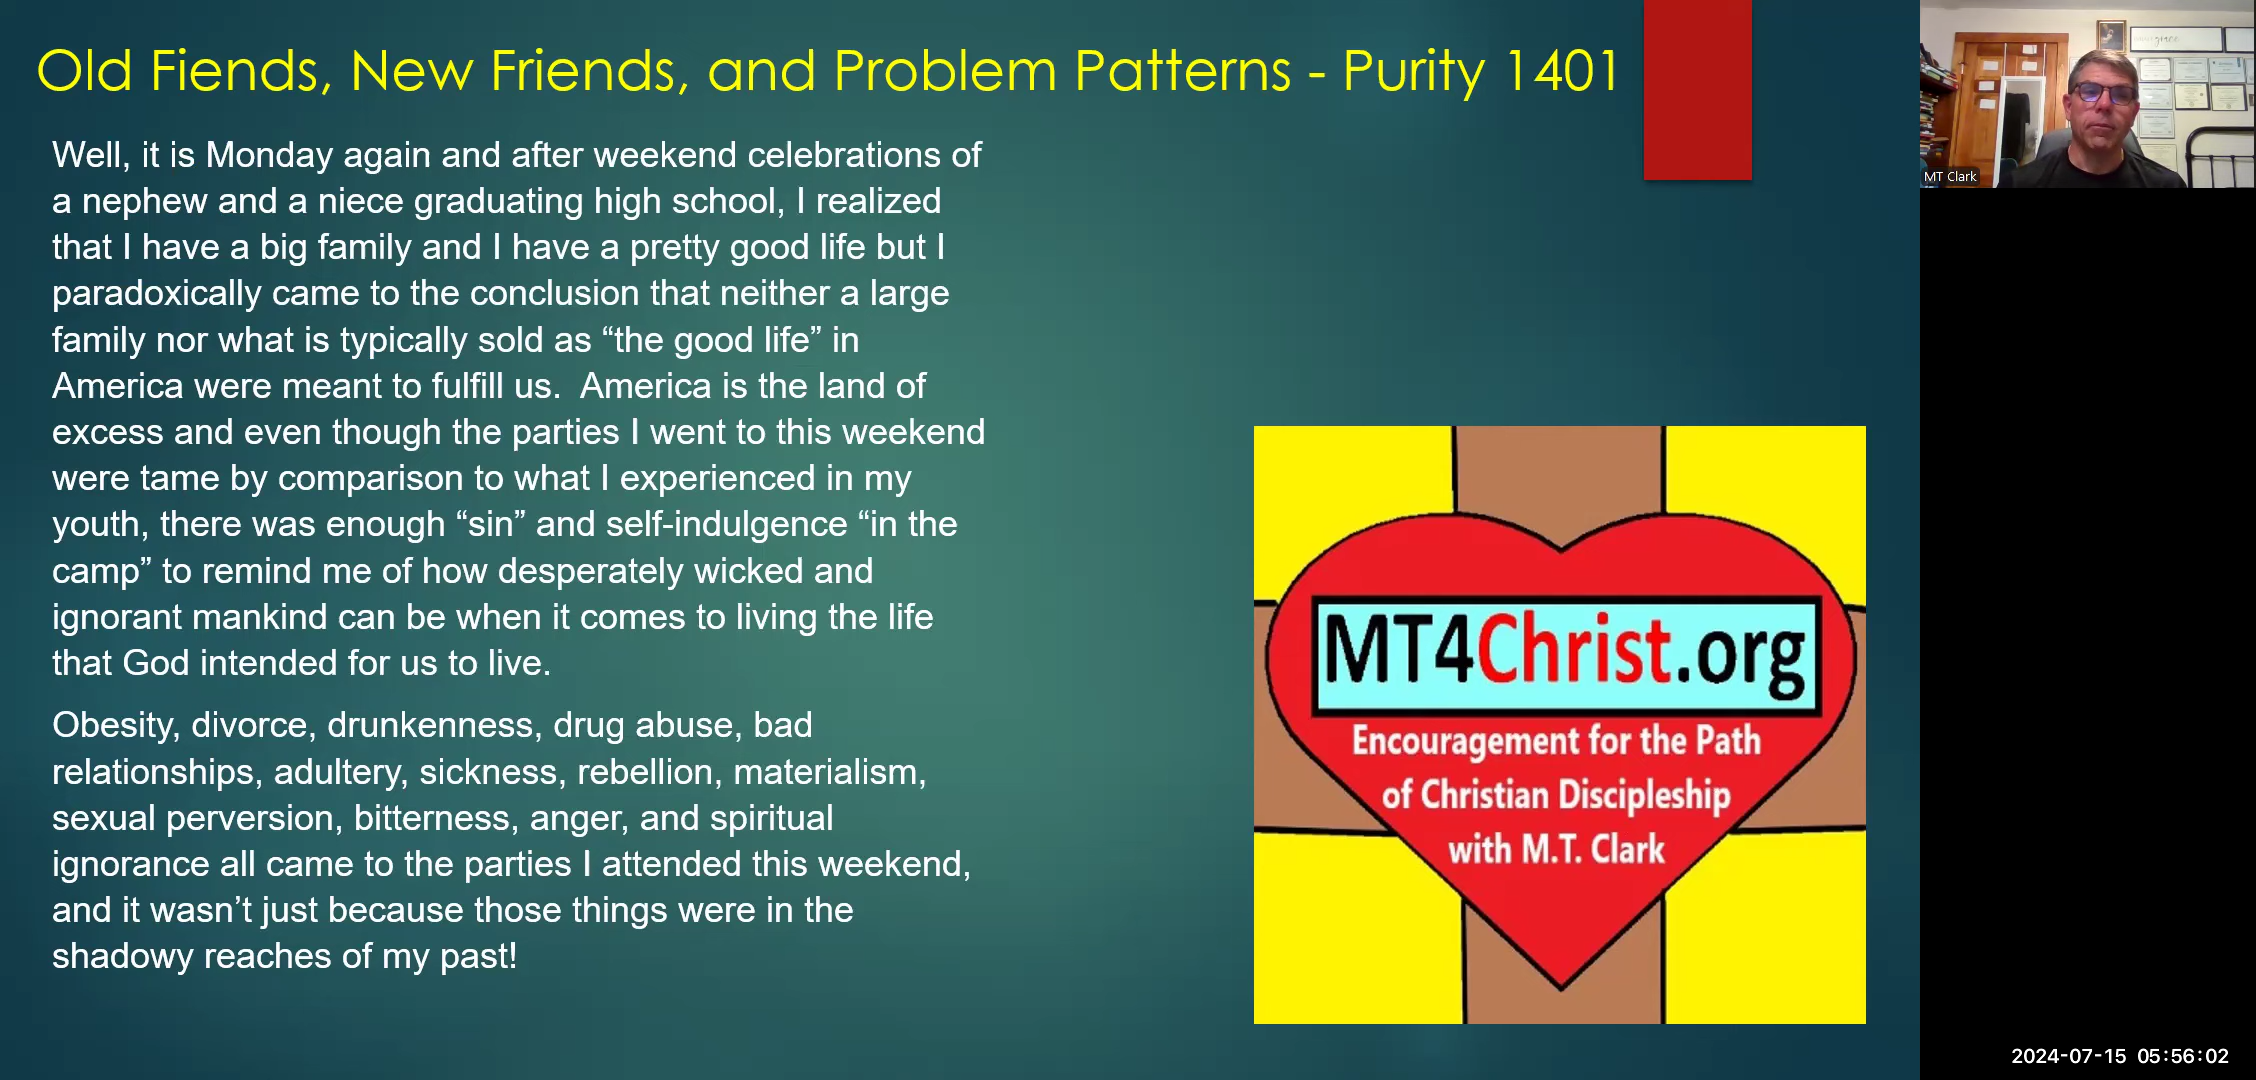 Old Fiends, New Friends, and Problem Patterns - Purity 1401
Well, it is Monday again and after weekend celebrations of
a nephew and a niece graduating high school, I realized
that I have a big family and I have a pretty good life but I
paradoxically came to the conclusion that neither a large
family nor what is typically sold as “the good life” in
America were meant to fulfill us.  America is the land of
excess and even though the parties I went to this weekend
were tame by comparison to what I experienced in my
youth, there was enough “sin” and self-indulgence “in the
camp” to remind me of how desperately wicked and
ignorant mankind can be when it comes to living the life
that God intended for us to live.
Obesity, divorce, drunkenness, drug abuse, bad
relationships, adultery, sickness, rebellion, materialism,
sexual perversion, bitterness, anger, and spiritual
ignorance all came to the parties I attended this weekend,
and it wasn’t just because those things were in the
shadowy reaches of my past!
MT4Christ.org
Encouragement for the Path
of Christian Discipleship
with M.T. Clark
MT Clark
2024-07-15 05:56:02